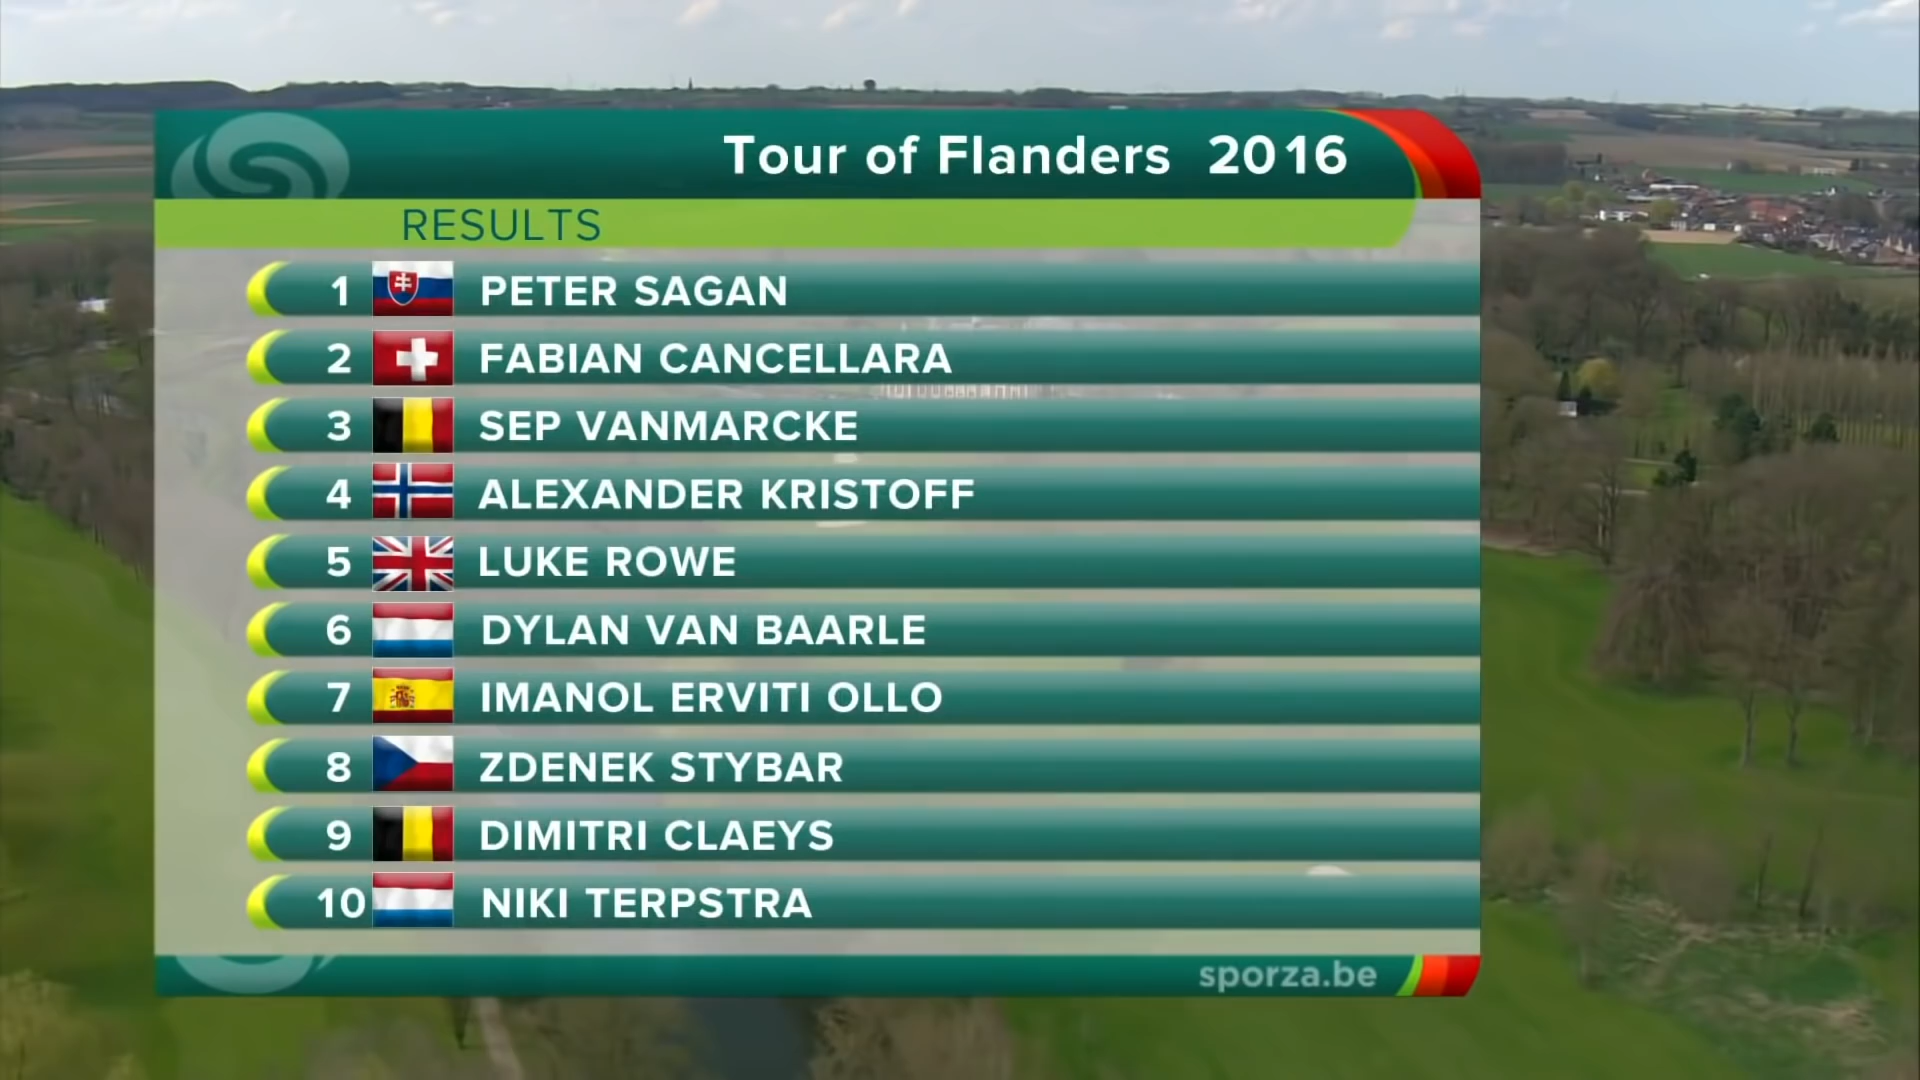 Tour of Flanders 2016
RESULTS
1 PETER SAGAN
2 FABIAN CANCELLARA
3 SEP VANMARCKE
4 ALEXANDER KRISTOFF
5 LUKE ROWE
6 DYLAN VAN BAARLE
7 IMANOL ERVITI OLLO
8 ZDENEK STYBAR
9 DIMITRI CLAEYS
10 NIKI TERPSTRA
sporza.be